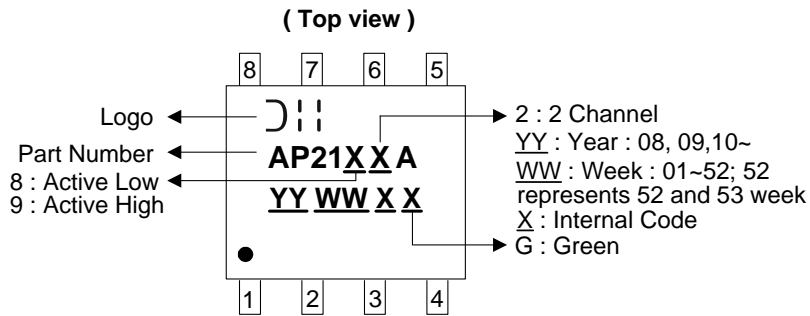 ( Top view )
8 7 6 5
Logo
Part Number
8 : Active Low
9 : Active High
AP21XXA
YY WW X X
2 : 2 Channel
YY : Year : 08, 09,10~
WW : Week : 01~52; 52
represents 52 and 53 week
X : Internal Code
G : Green
1 2 3 4